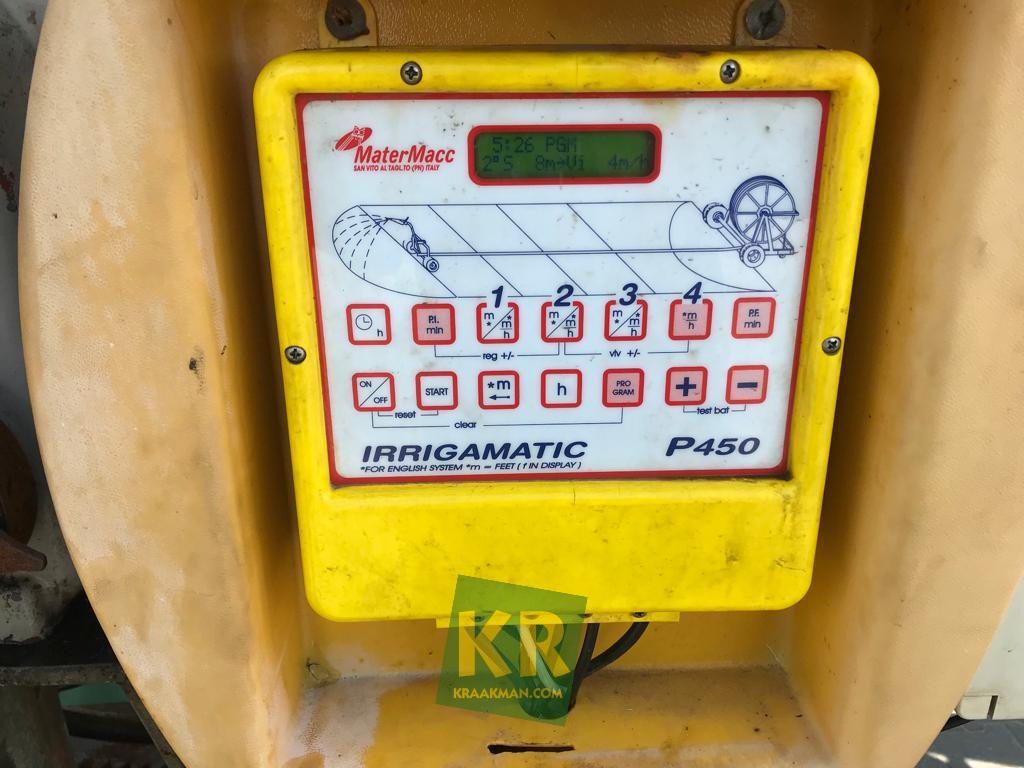 MaterMacc
SAN VITO AL TAGL.TO (PN) ITALY
5:26 PGM
2°S 8m→Vi 4m/h
1 2 3 4
h
P.I. min
m * * m h
m * * m h
m * * m h
*m h
P.F. min
reg +/- vlv +/-
ON OFF
START
*m
h
PRO GRAM
+
-
reset
test bat
clear
IRRIGAMATIC P450
*FOR ENGLISH SYSTEM *m = FEET ( f IN DISPLAY )
KR
KRAAKMAN.COM